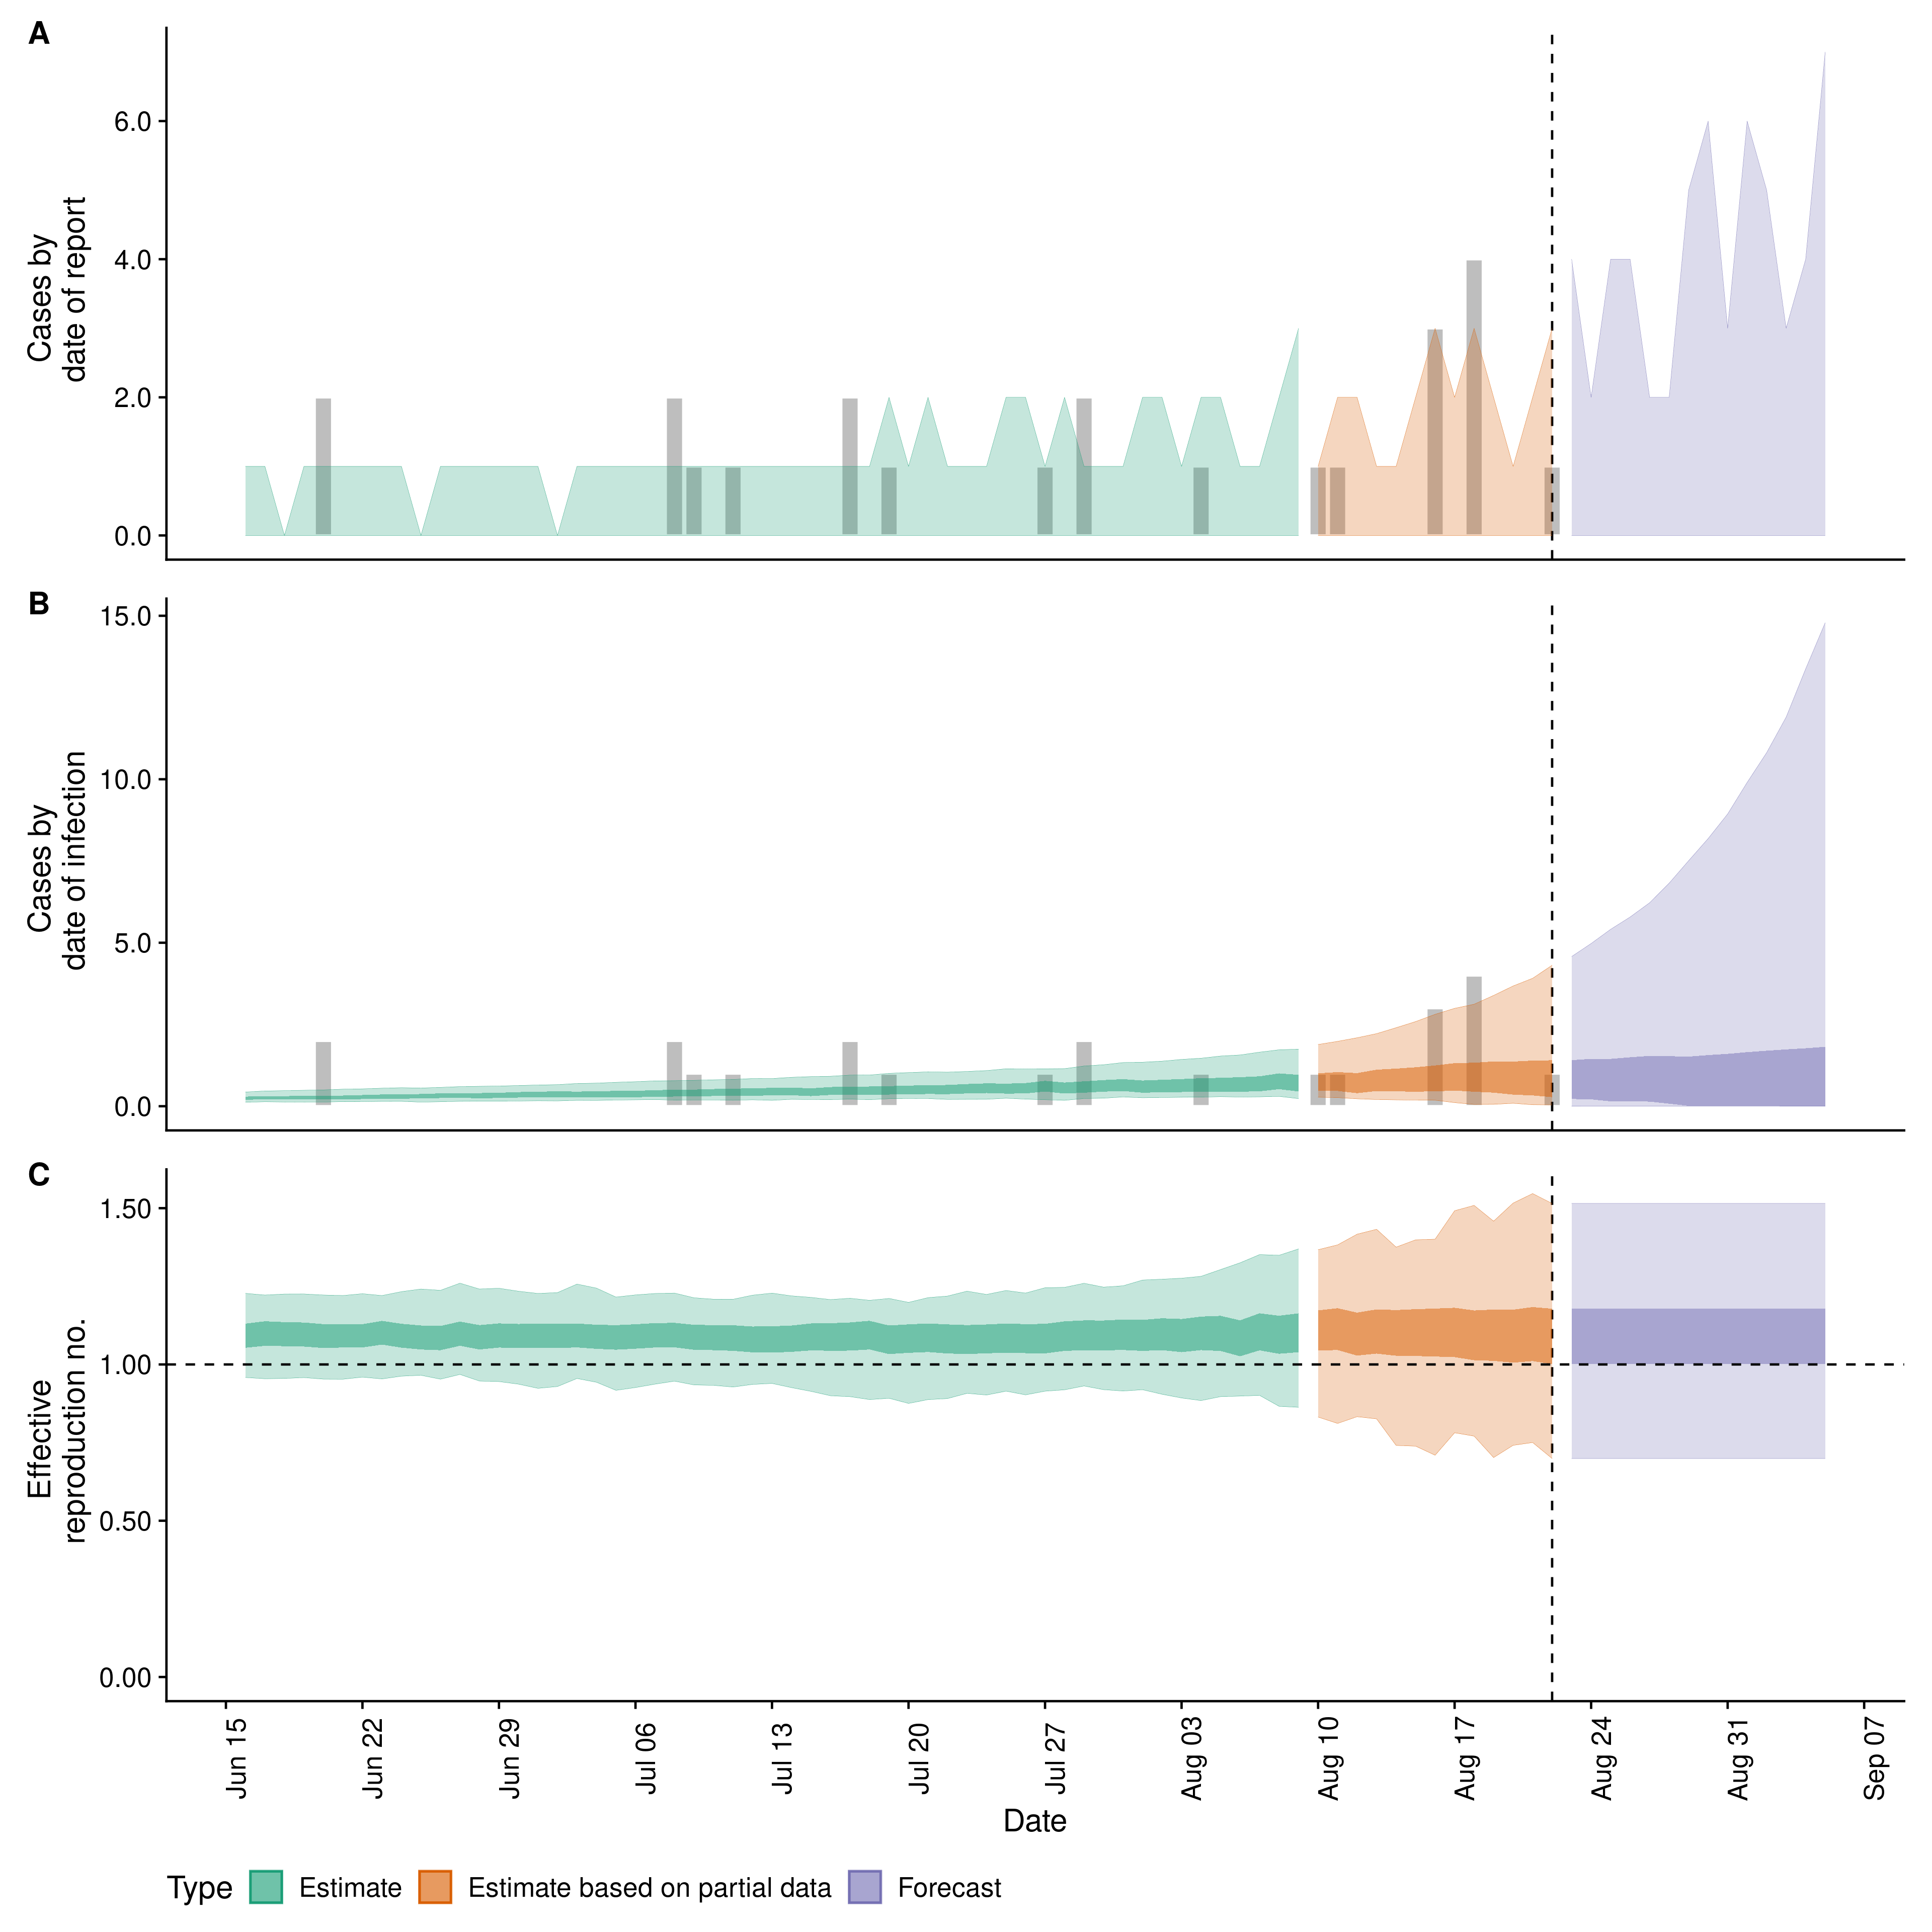 A
Cases by
date of report
6.0
4.0
2.0
0.0
B
Cases by
date of infection
15.0
10.0
5.0
0.0
C
Effective
reproduction no.
1.50
1.00
0.50
0.00
Jun 15
Jun 22
Jun 29
Jul 06
Jul 13
Jul 20
Jul 27
Aug 03
Aug 10
Aug 17
Aug 24
Aug 31
Sep 07
Date
Type Estimate Estimate based on partial data Forecast